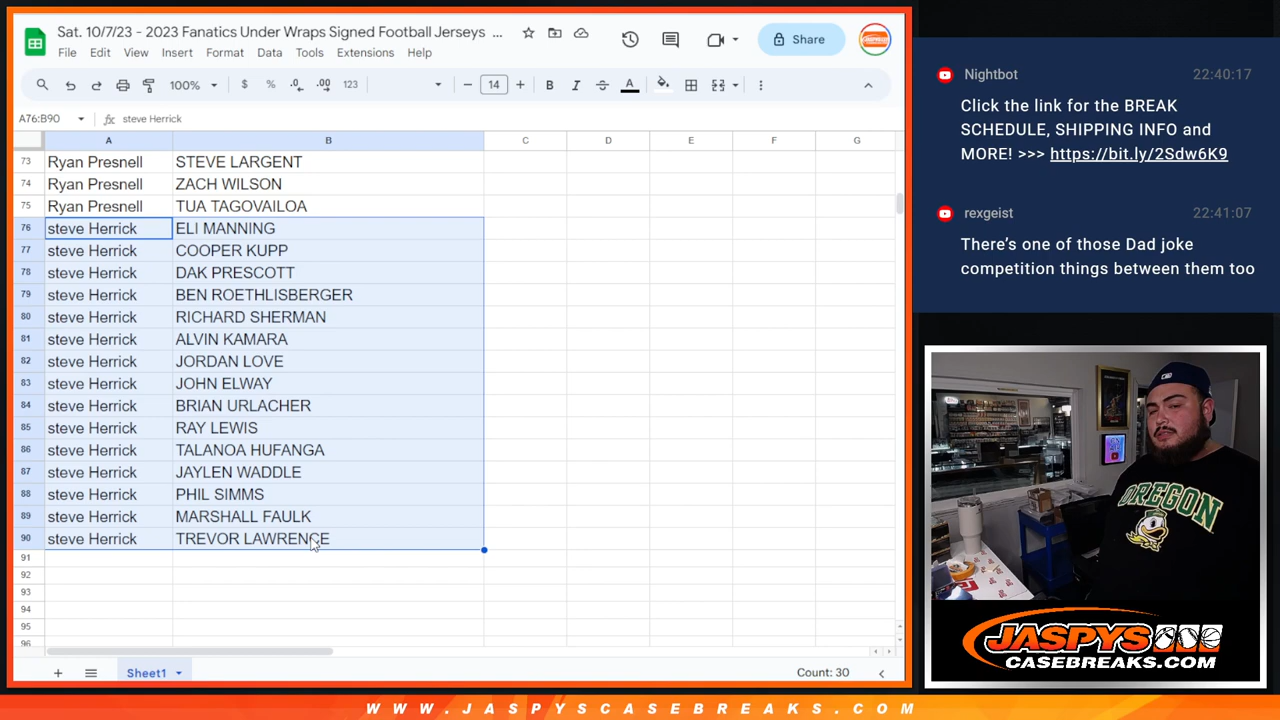 Sat. 10/7/23 - 2023 Fanatics Under Wraps Signed Football Jerseys ...
File Edit View Insert Format Data Tools Extensions Help
Share
100% $ % .0 .00 123 14 B I A
A76:B90 fx steve Herrick
A B C D E F G
73 Ryan Presnell STEVE LARGENT
74 Ryan Presnell ZACH WILSON
75 Ryan Presnell TUA TAGOVAILOA
76 steve Herrick ELI MANNING
77 steve Herrick COOPER KUPP
78 steve Herrick DAK PRESCOTT
79 steve Herrick BEN ROETHLISBERGER
80 steve Herrick RICHARD SHERMAN
81 steve Herrick ALVIN KAMARA
82 steve Herrick JORDAN LOVE
83 steve Herrick JOHN ELWAY
84 steve Herrick BRIAN URLACHER
85 steve Herrick RAY LEWIS
86 steve Herrick TALANOA HUFANGA
87 steve Herrick JAYLEN WADDLE
88 steve Herrick PHIL SIMMS
89 steve Herrick MARSHALL FAULK
90 steve Herrick TREVOR LAWRENCE
91
92
93
94
95
96
Sheet1
Count: 30
Nightbot 22:40:17
Click the link for the BREAK
SCHEDULE, SHIPPING INFO and
MORE! >>> https://bit.ly/2Sdw6K9
rexgeist 22:41:07
There's one of those Dad joke
competition things between them too
OREGON
JASPYS
CASEBREAKS.COM
WWW.JASPYSCASEBREAKS.COM